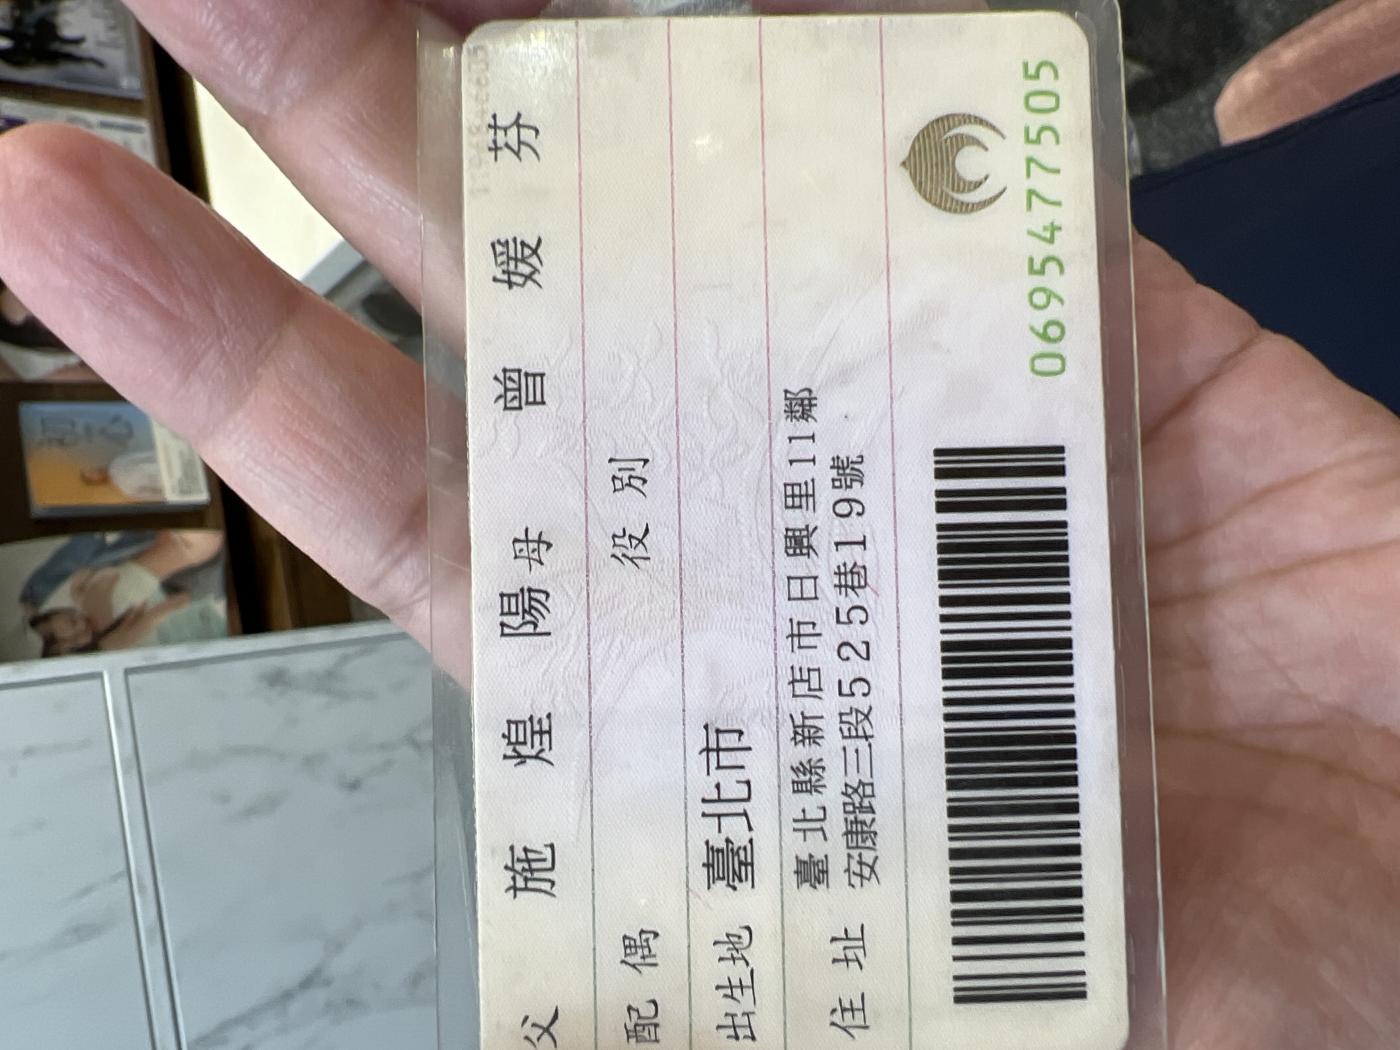 父 施煌陽 母 曾媛芬
配偶 役別
出生地 臺北市
住址 臺北縣新店市日興里11鄰
安康路三段525巷19號
0695477505